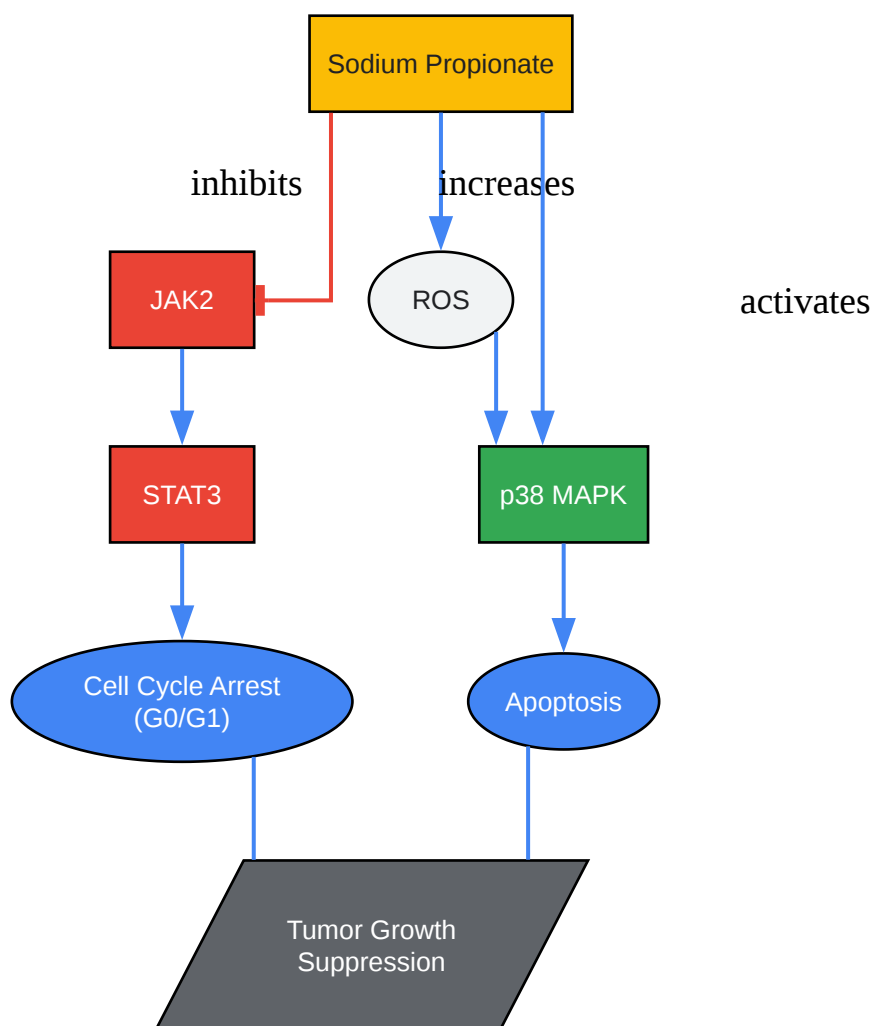 Sodium Propionate
inhibits
increases
JAK2
ROS
activates
STAT3
p38 MAPK
Cell Cycle Arrest
(G0/G1)
Apoptosis
Tumor Growth
Suppression